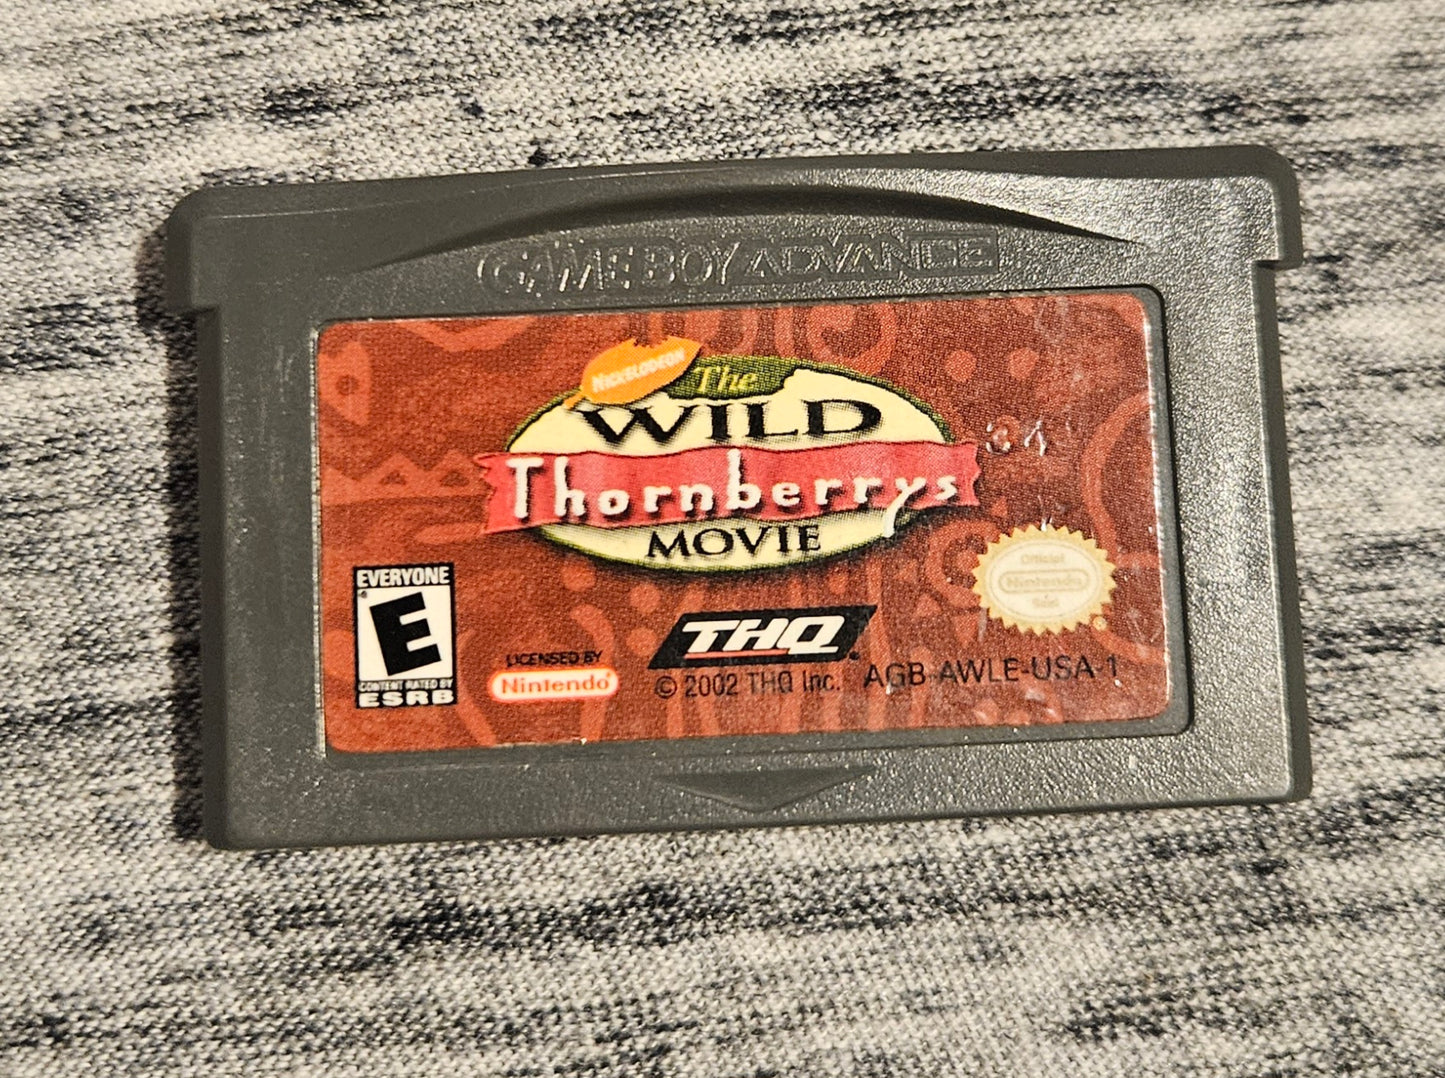 GAME BOY ADVANCE
NICKELODEON
The
WILD
Thornberrys
MOVIE
34
Official
Nintendo
Seal
EVERYONE
E
CONTENT RATED BY
ESRB
LICENSED BY
Nintendo®
THQ®
© 2002 THQ Inc. AGB-AWLE-USA-1